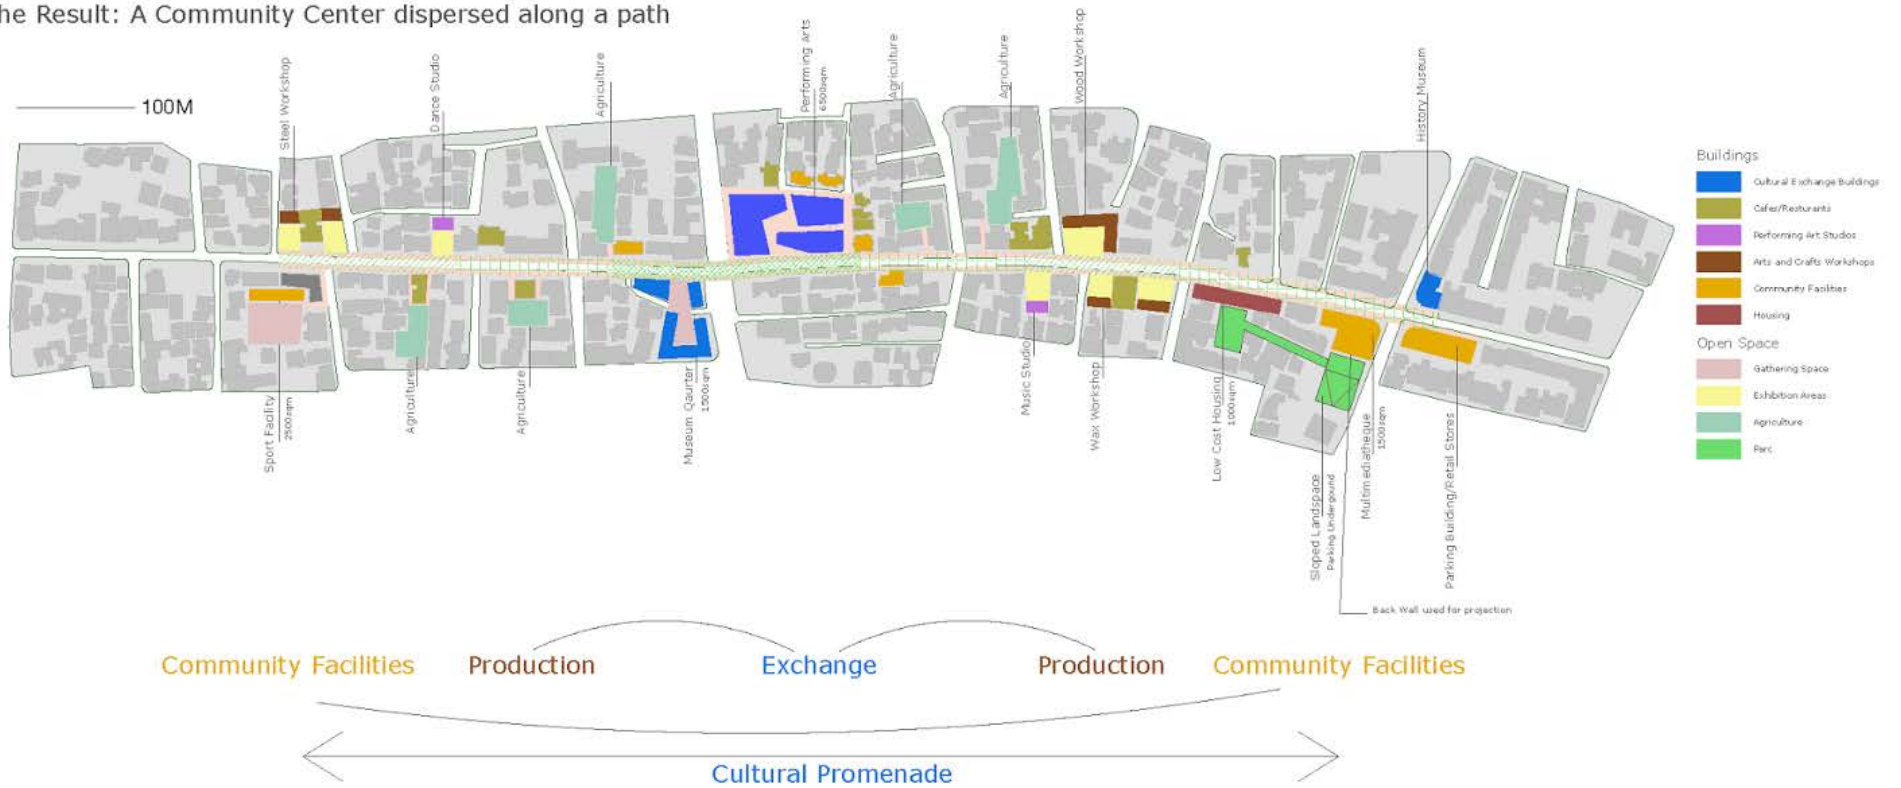 he Result: A Community Center dispersed along a path
100M
Steel Workshop
Dance Studio
Agriculture
Performing Arts
6500sqm
Agriculture
Agriculture
Wood Workshop
History Museum
Sport Facility
2500sqm
Agriculture
Agriculture
Museum Qaurter
1500sqm
Music Studio
Wax Workshop
Low Cost Housing
1000sqm
Sloped Landspace
Parking Undergound
Multimediatheque
1500sqm
Parking Building/Retail Stores
Back Wall used for projection
Buildings
Cultural Exchange Buildings
Cafes/Resturants
Performing Art Studios
Arts and Crafts Workshops
Community Facilities
Housing
Open Space
Gathering Space
Exhibition Areas
Agriculture
Parc
Community Facilities
Production
Exchange
Production
Community Facilities
Cultural Promenade